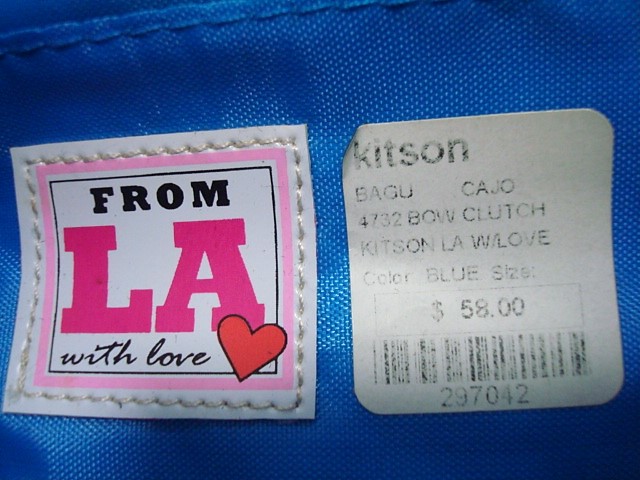 FROM
LA
with love
kitson
BAGU CAJO
4732 BOW CLUTCH
KITSON LA W/LOVE
Color BLUE Size:
$ 58.00
297042